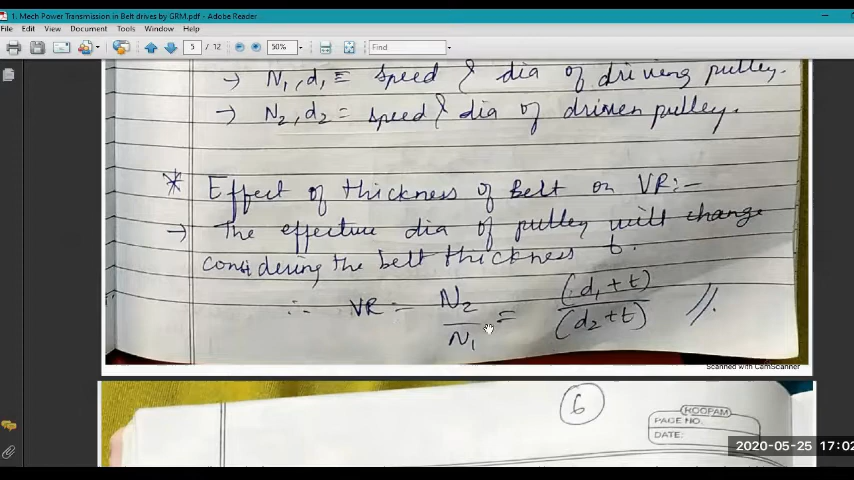 1. Mech Power Transmission in Belt drives by GRM.pdf - Adobe Reader
File Edit View Document Tools Window Help
5 / 12 50% Find
→ N1, d1 = speed & dia of driving pulley.
→ N2, d2 = speed & dia of driven pulley.
* Effect of thickness of Belt on VR:-
→ The effective dia of pulley will change
considering the belt thickness t.
∴ VR = N2/N1 = (d1+t)/(d2+t) //.
Scanned with CamScanner
6
ROOPAM
PAGE NO:
DATE:
2020-05-25 17:02